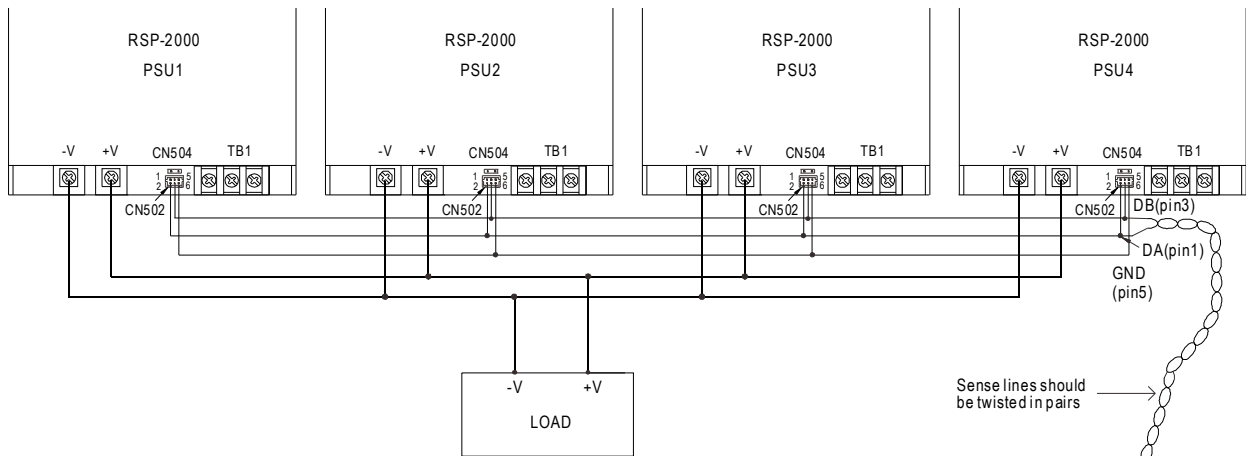 RSP-2000 RSP-2000 RSP-2000 RSP-2000
PSU1 PSU2 PSU3 PSU4
-V +V CN504 TB1 -V +V CN504 TB1 -V +V CN504 TB1 -V +V CN504 TB1
1 5 1 5 1 5 1 5
2 6 2 6 2 6 2 6
CN502 CN502 CN502 CN502 DB(pin3)
DA(pin1)
GND
(pin5)
-V +V
LOAD
Sense lines should
be twisted in pairs